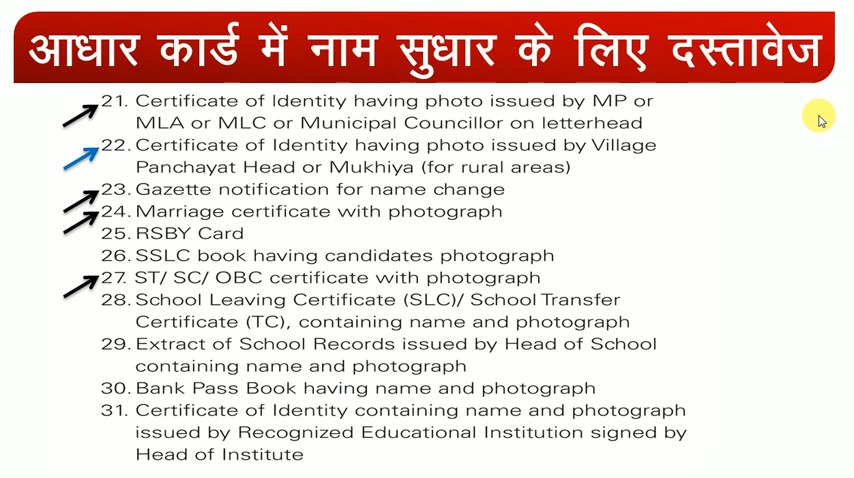 आधार कार्ड में नाम सुधार के लिए दस्तावेज
21. Certificate of Identity having photo issued by MP or
MLA or MLC or Municipal Councillor on letterhead
22. Certificate of Identity having photo issued by Village
Panchayat Head or Mukhiya (for rural areas)
23. Gazette notification for name change
24. Marriage certificate with photograph
25. RSBY Card
26. SSLC book having candidates photograph
27. ST/ SC/ OBC certificate with photograph
28. School Leaving Certificate (SLC)/ School Transfer
Certificate (TC), containing name and photograph
29. Extract of School Records issued by Head of School
containing name and photograph
30. Bank Pass Book having name and photograph
31. Certificate of Identity containing name and photograph
issued by Recognized Educational Institution signed by
Head of Institute